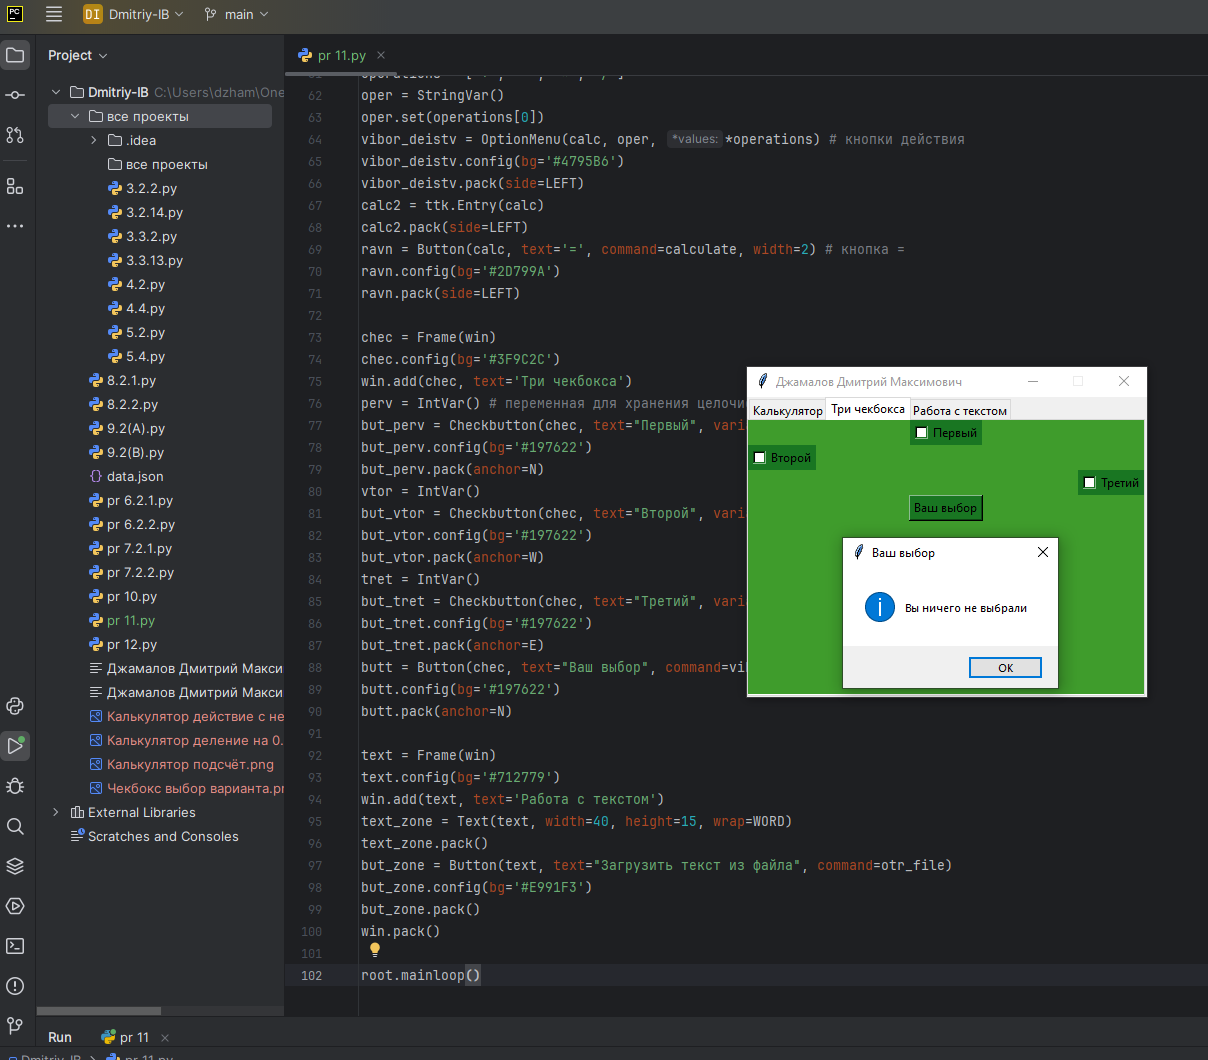 PC
DI Dmitriy-IB
main
Project
pr 11.py
Dmitriy-IB C:\Users\dzham\One
все проекты
.idea
все проекты
3.2.2.py
3.2.14.py
3.3.2.py
3.3.13.py
4.2.py
4.4.py
5.2.py
5.4.py
8.2.1.py
8.2.2.py
9.2(A).py
9.2(B).py
data.json
pr 6.2.1.py
pr 6.2.2.py
pr 7.2.1.py
pr 7.2.2.py
pr 10.py
pr 11.py
pr 12.py
Джамалов Дмитрий Макси
Джамалов Дмитрий Макси
Калькулятор действие с не
Калькулятор деление на 0.
Калькулятор подсчёт.png
Чекбокс выбор варианта.pn
External Libraries
Scratches and Consoles
62 oper = StringVar()
63 oper.set(operations[0])
64 vibor_deistv = OptionMenu(calc, oper, *values: *operations) # кнопки действия
65 vibor_deistv.config(bg='#4795B6')
66 vibor_deistv.pack(side=LEFT)
67 calc2 = ttk.Entry(calc)
68 calc2.pack(side=LEFT)
69 ravn = Button(calc, text='=', command=calculate, width=2) # кнопка =
70 ravn.config(bg='#2D799A')
71 ravn.pack(side=LEFT)
72
73 chec = Frame(win)
74 chec.config(bg='#3F9C2C')
75 win.add(chec, text='Три чекбокса')
76 perv = IntVar() # переменная для хранения целочи
77 but_perv = Checkbutton(chec, text="Первый", vari
78 but_perv.config(bg='#197622')
79 but_perv.pack(anchor=N)
80 vtor = IntVar()
81 but_vtor = Checkbutton(chec, text="Второй", vari
82 but_vtor.config(bg='#197622')
83 but_vtor.pack(anchor=W)
84 tret = IntVar()
85 but_tret = Checkbutton(chec, text="Третий", vari
86 but_tret.config(bg='#197622')
87 but_tret.pack(anchor=E)
88 butt = Button(chec, text="Ваш выбор", command=vi
89 butt.config(bg='#197622')
90 butt.pack(anchor=N)
91
92 text = Frame(win)
93 text.config(bg='#712779')
94 win.add(text, text='Работа с текстом')
95 text_zone = Text(text, width=40, height=15, wrap=WORD)
96 text_zone.pack()
97 but_zone = Button(text, text="Загрузить текст из файла", command=otr_file)
98 but_zone.config(bg='#E991F3')
99 but_zone.pack()
100 win.pack()
101
102 root.mainloop()
Джамалов Дмитрий Максимович
Калькулятор Три чекбокса Работа с текстом
Первый
Второй
Третий
Ваш выбор
Ваш выбор
Вы ничего не выбрали
OK
Run pr 11
Dmitriy-IB pr 11.py